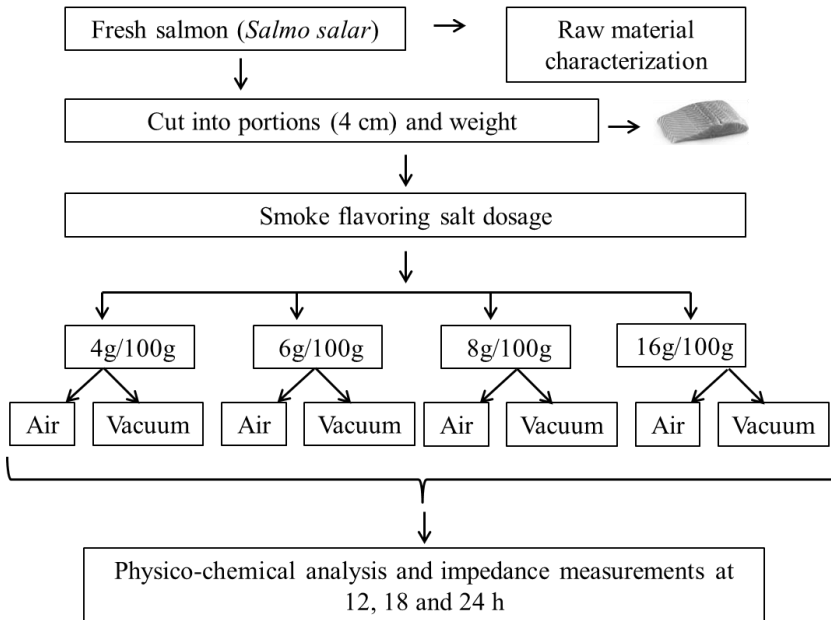 Fresh salmon (Salmo salar)
Raw material
characterization
Cut into portions (4 cm) and weight
Smoke flavoring salt dosage
4g/100g
6g/100g
8g/100g
16g/100g
Air
Vacuum
Air
Vacuum
Air
Vacuum
Air
Vacuum
Physico-chemical analysis and impedance measurements at
12, 18 and 24 h